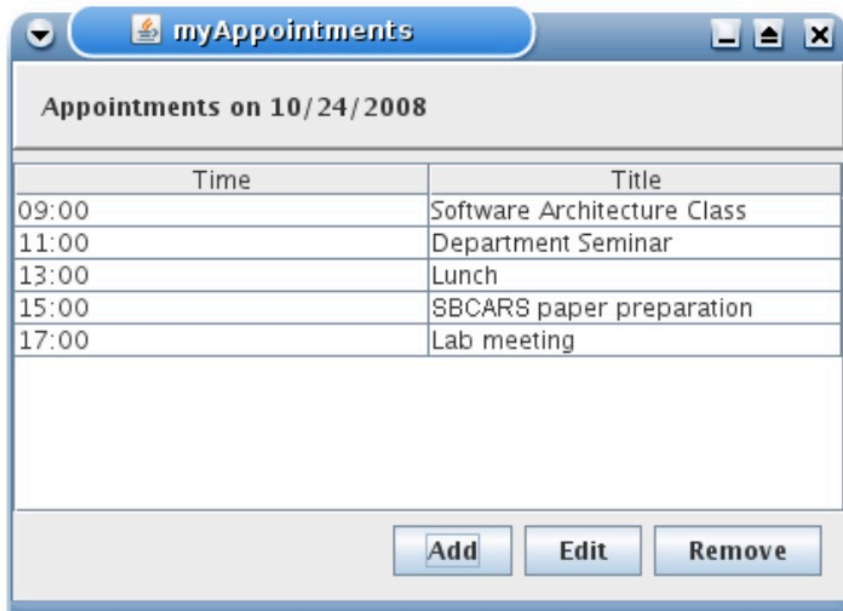 myAppointments
Appointments on 10/24/2008
Time Title
09:00 Software Architecture Class
11:00 Department Seminar
13:00 Lunch
15:00 SBCARS paper preparation
17:00 Lab meeting
Add Edit Remove